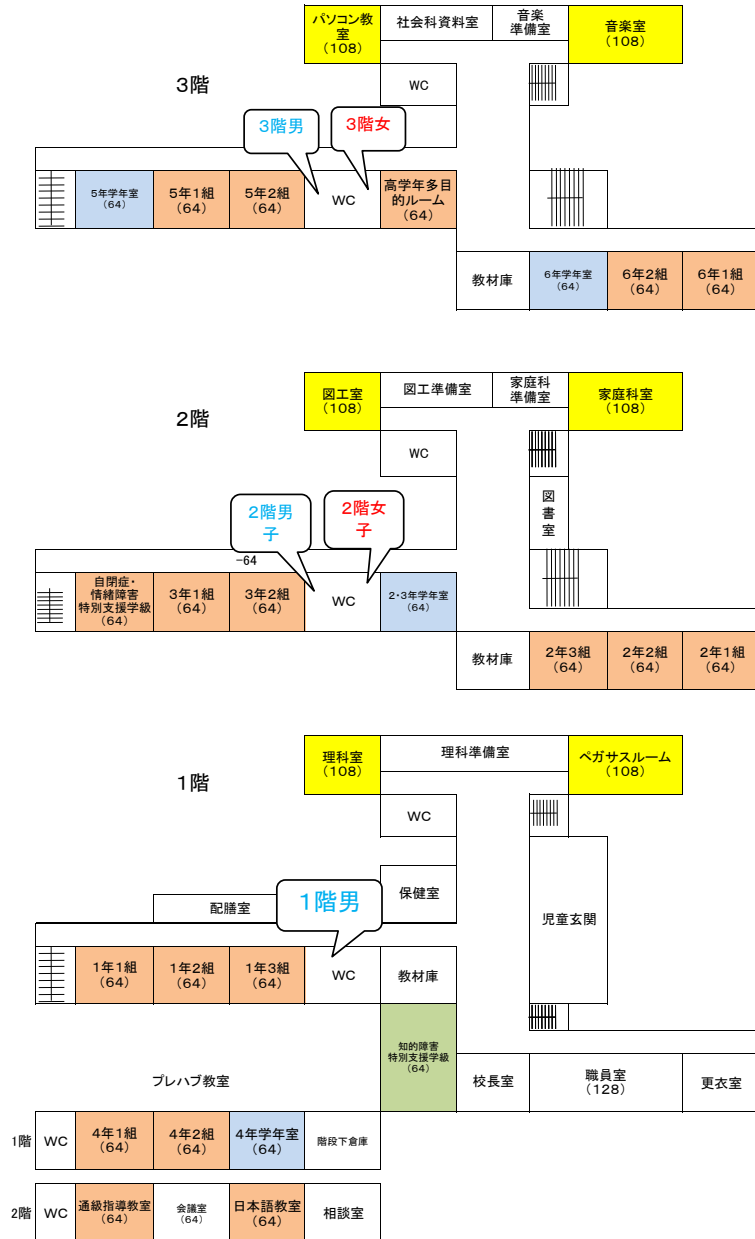 パソコン教
室
(108)
社会科資料室
音楽
準備室
音楽室
(108)
3階
WC
3階男
3階女
5年学年室
(64)
5年1組
(64)
5年2組
(64)
WC
高学年多目
的ルーム
(64)
教材庫
6年学年室
(64)
6年2組
(64)
6年1組
(64)
図工室
(108)
図工準備室
家庭科
準備室
家庭科室
(108)
2階
WC
図
書
室
2階男
子
2階女
子
-64
自閉症・
情緒障害
特別支援学級
(64)
3年1組
(64)
3年2組
(64)
WC
2・3年学年室
(64)
教材庫
2年3組
(64)
2年2組
(64)
2年1組
(64)
理科室
(108)
理科準備室
ペガサスルーム
(108)
1階
WC
保健室
1階男
配膳室
児童玄関
1年1組
(64)
1年2組
(64)
1年3組
(64)
WC
教材庫
知的障害
特別支援学級
(64)
プレハブ教室
校長室
職員室
(128)
更衣室
1階
WC
4年1組
(64)
4年2組
(64)
4年学年室
(64)
階段下倉庫
2階
WC
通級指導教室
(64)
会議室
(64)
日本語教室
(64)
相談室